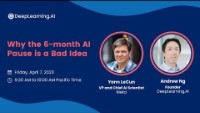 DeepLearning.AI
Why the 6-month AI
Pause is a Bad Idea
Friday, April 7, 2023
9:30 AM to 10:00 AM Pacific Time
Yann LeCun
VP and Chief AI Scientist
Meta
Andrew Ng
Founder
DeepLearning.AI